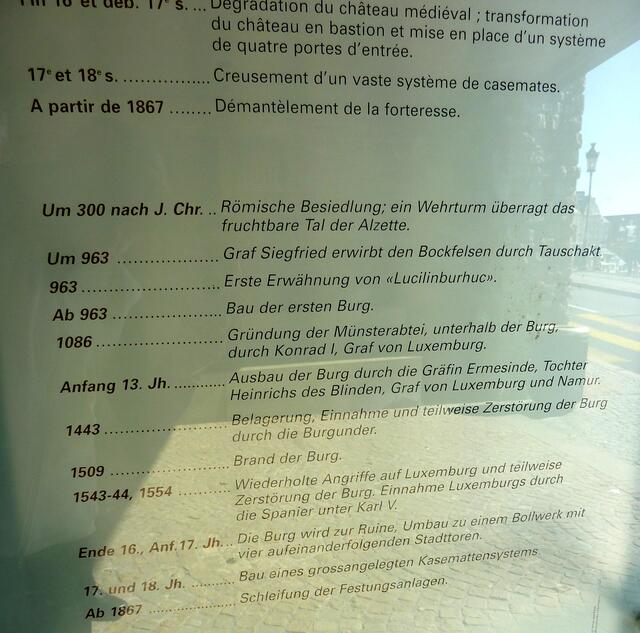 Fin 16e et déb. 17e s. ... Dégradation du château médiéval ; transformation
du château en bastion et mise en place d'un système
de quatre portes d'entrée.
17e et 18e s. ................ Creusement d'un vaste système de casemates.
A partir de 1867 ........ Démantèlement de la forteresse.
Um 300 nach J. Chr. .. Römische Besiedlung; ein Wehrturm überragt das
fruchtbare Tal der Alzette.
Um 963 ................... Graf Siegfried erwirbt den Bockfelsen durch Tauschakt
963 ......................... Erste Erwähnung von «Lucilinburhuc».
Ab 963 .................... Bau der ersten Burg.
1086 ....................... Gründung der Münsterabtei, unterhalb der Burg,
durch Konrad I, Graf von Luxemburg.
Anfang 13. Jh. ........... Ausbau der Burg durch die Gräfin Ermesinde, Tochter
Heinrichs des Blinden, Graf von Luxemburg und Namur.
1443 ....................... Belagerung, Einnahme und teilweise Zerstörung der Burg
durch die Burgunder.
1509 ...................... Brand der Burg.
1543-44, 1554 .......... Wiederholte Angriffe auf Luxemburg und teilweise
Zerstörung der Burg. Einnahme Luxemburgs durch
die Spanier unter Karl V.
Ende 16., Anf.17. Jh... Die Burg wird zur Ruine, Umbau zu einem Bollwerk mit
vier aufeinanderfolgenden Stadttoren.
17. und 18. Jh. ......... Bau eines grossangelegten Kasemattensystems
Ab 1867 .................. Schleifung der Festungsanlagen.